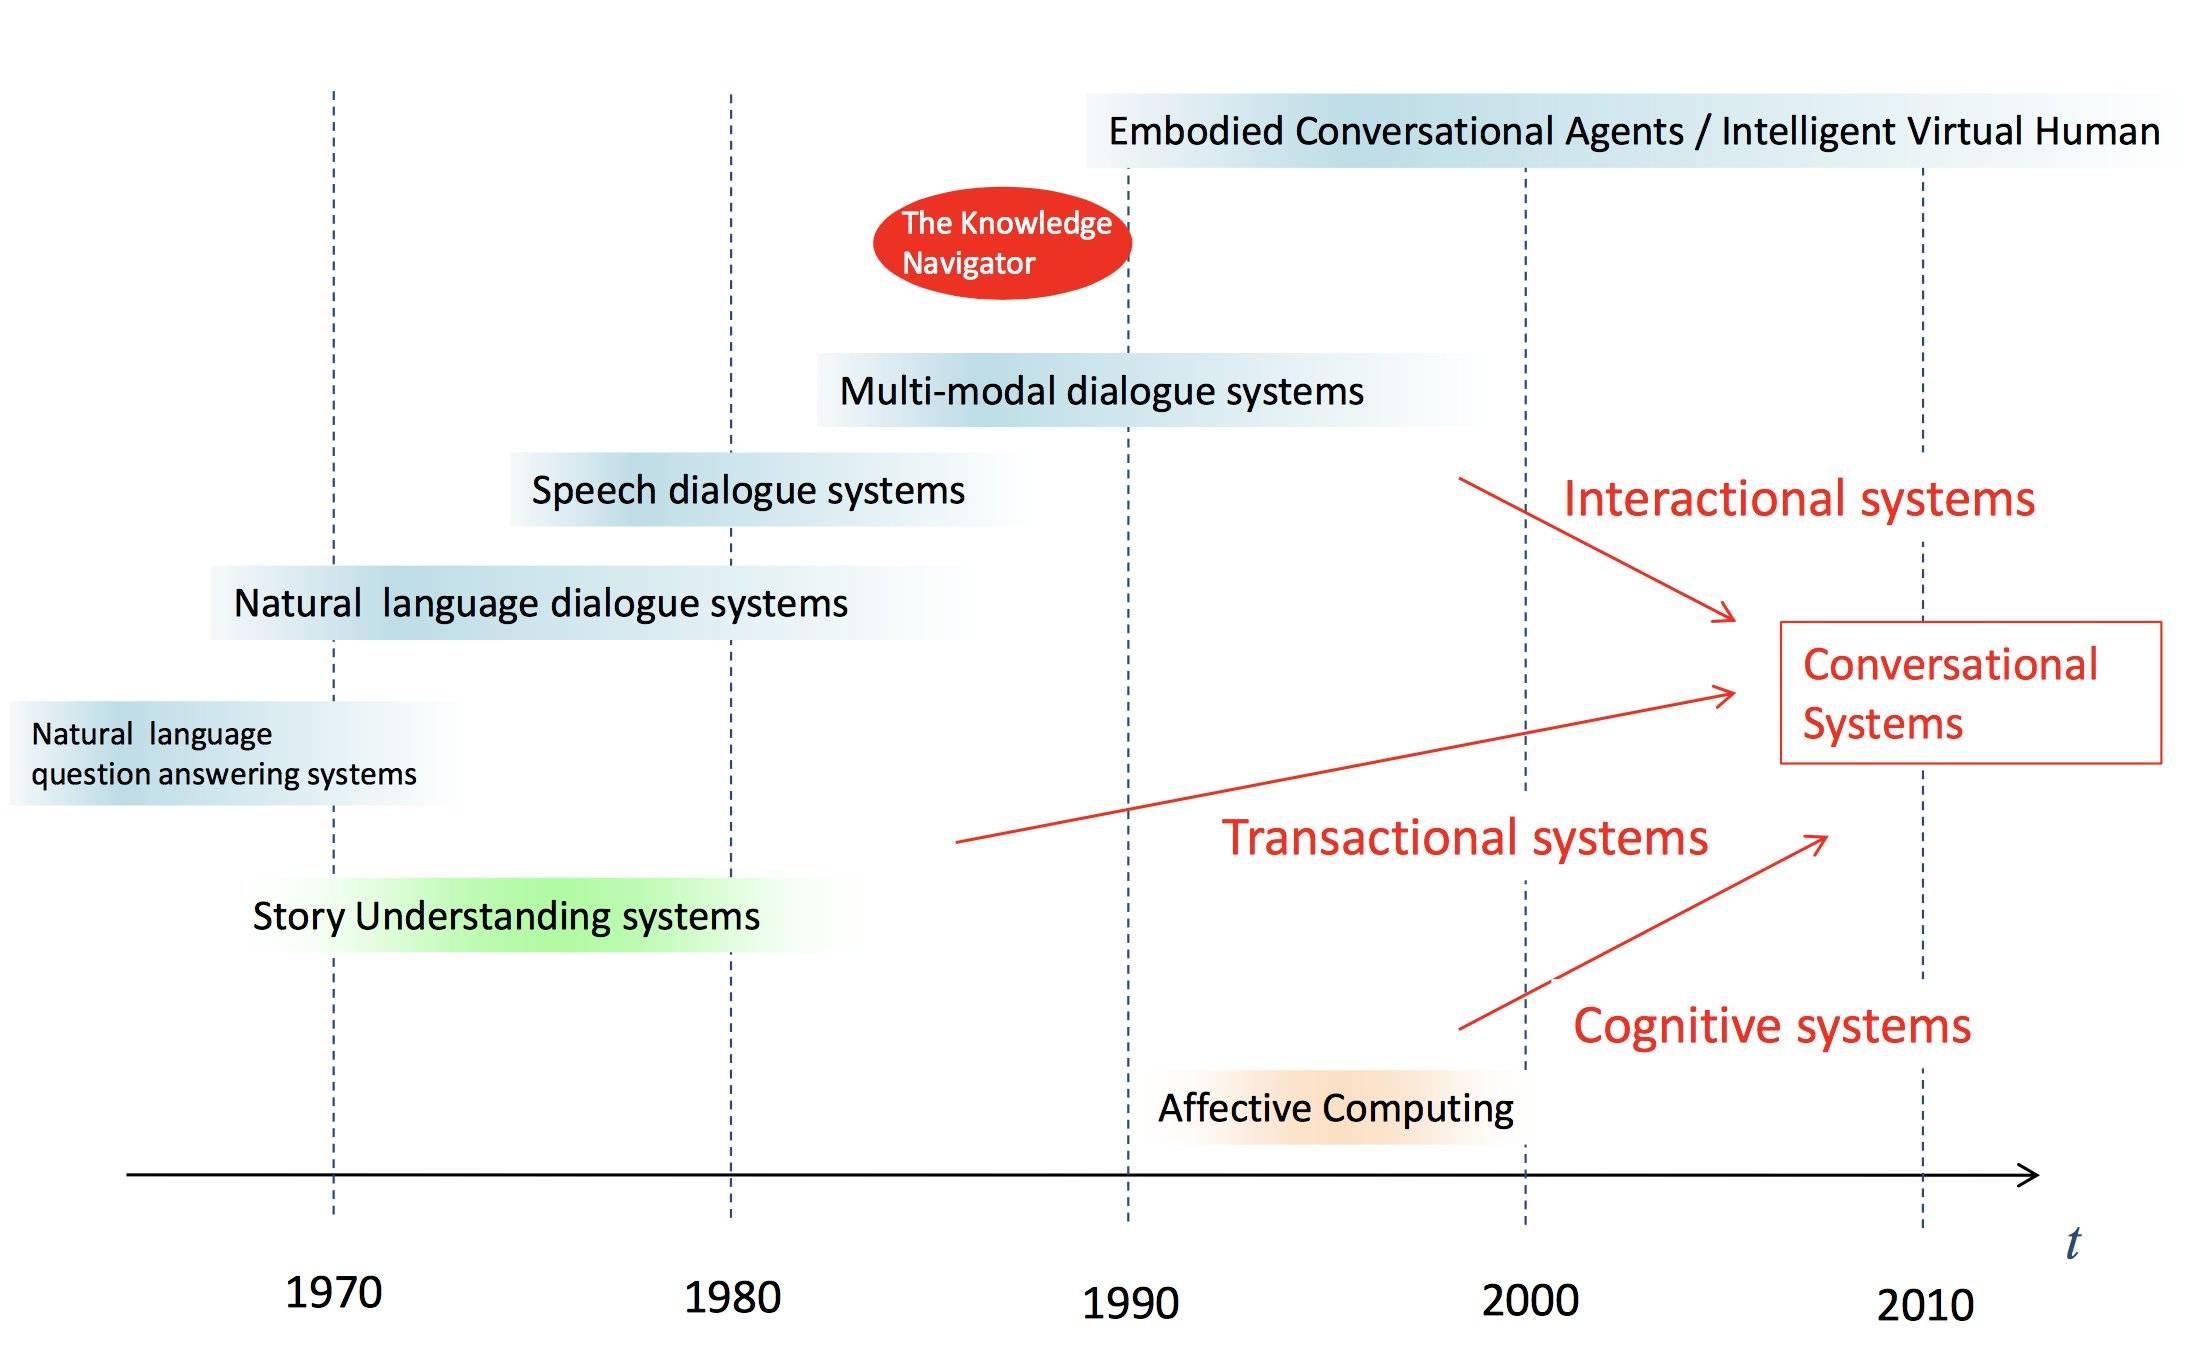 Embodied Conversational Agents / Intelligent Virtual Human
The Knowledge
Navigator
Multi-modal dialogue systems
Speech dialogue systems
Interactional systems
Natural language dialogue systems
Conversational
Systems
Natural language
question answering systems
Transactional systems
Story Understanding systems
Cognitive systems
Affective Computing
t
1970 1980 1990 2000 2010